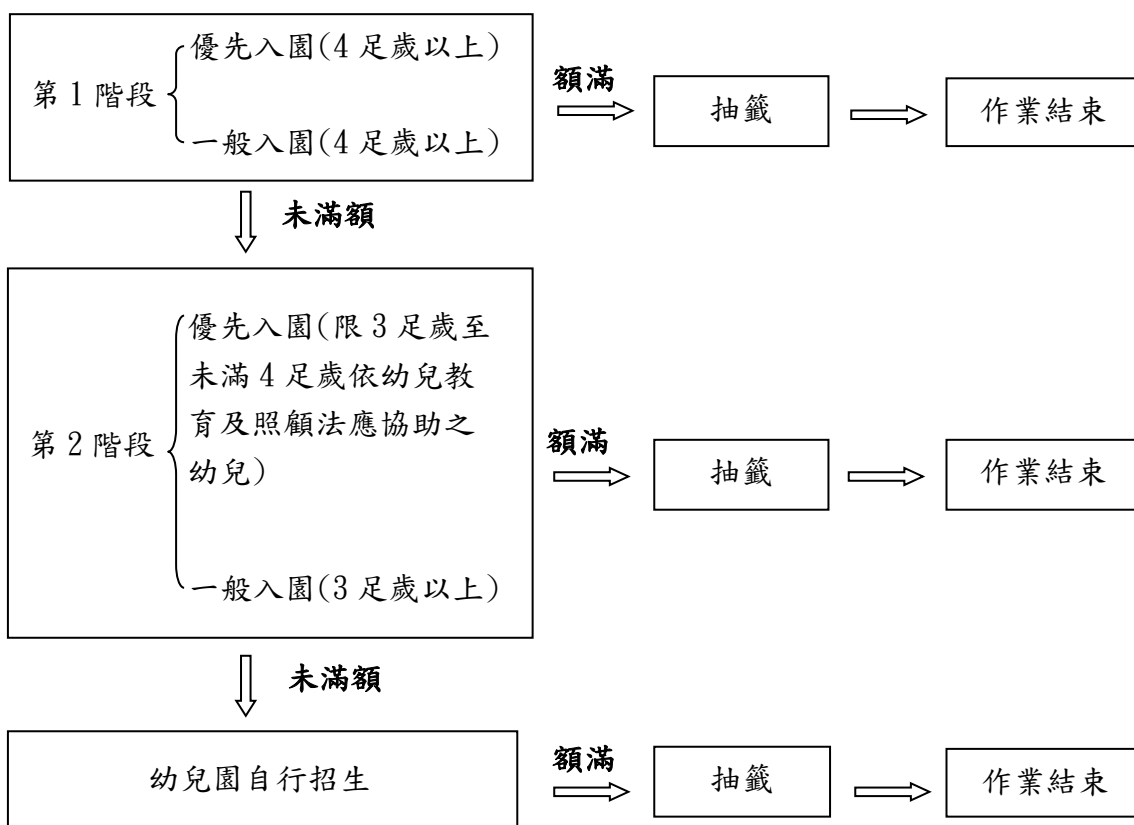 優先入園(4 足歲以上)
第 1 階段
一般入園(4 足歲以上)
額滿
抽籤
作業結束
未滿額
優先入園(限 3 足歲至
未滿 4 足歲依幼兒教
育及照顧法應協助之
幼兒)
第 2 階段
一般入園(3 足歲以上)
額滿
抽籤
作業結束
未滿額
幼兒園自行招生
額滿
抽籤
作業結束